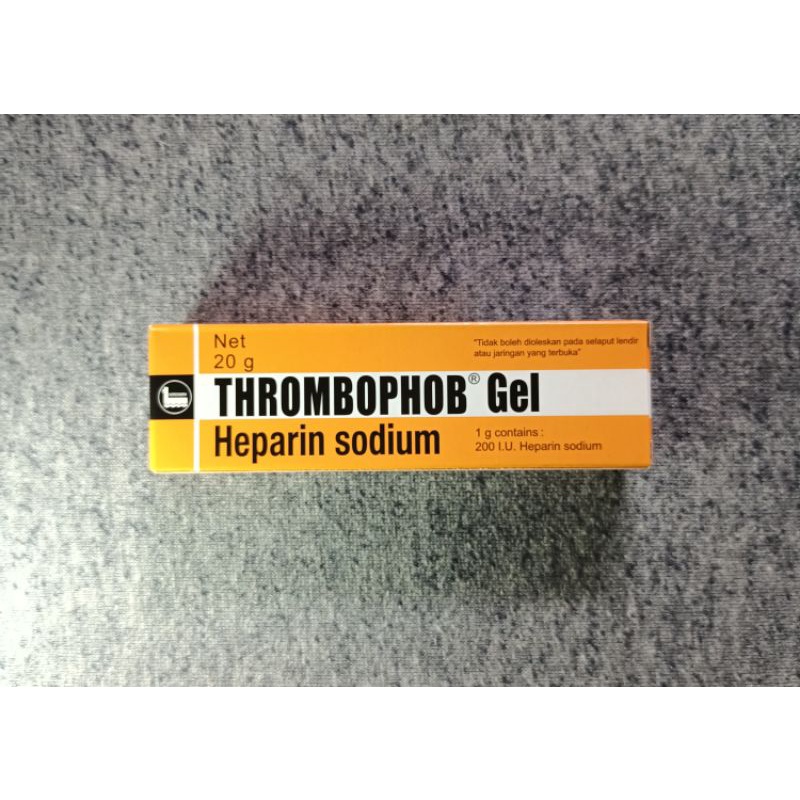 Net
20 g
"Tidak boleh dioleskan pada selaput lendir
atau jaringan yang terbuka"
THROMBOPHOB® Gel
Heparin sodium
1 g contains :
200 I.U. Heparin sodium